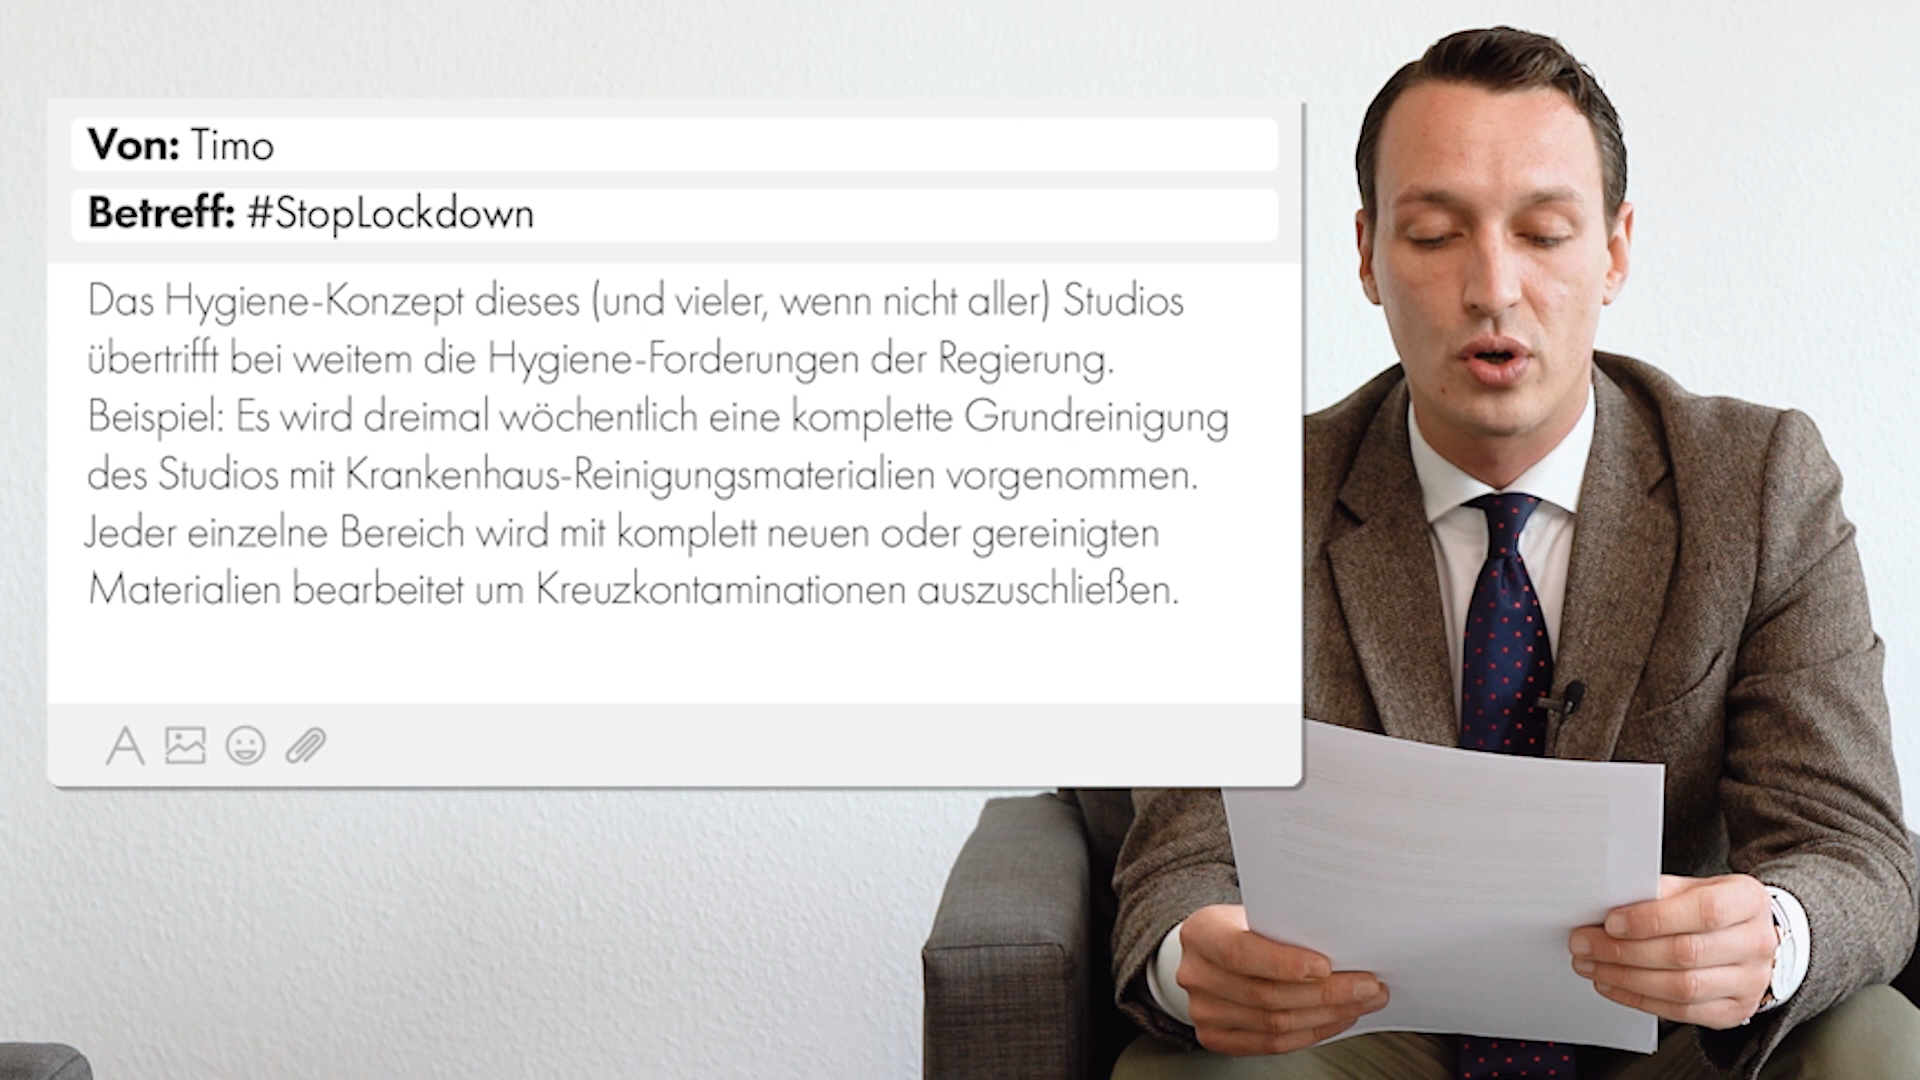 Von: Timo
Betreff: #StopLockdown
Das Hygiene-Konzept dieses (und vieler, wenn nicht aller) Studios
übertrifft bei weitem die Hygiene-Forderungen der Regierung.
Beispiel: Es wird dreimal wöchentlich eine komplette Grundreinigung
des Studios mit Krankenhaus-Reinigungsmaterialien vorgenommen.
Jeder einzelne Bereich wird mit komplett neuen oder gereinigten
Materialien bearbeitet um Kreuzkontaminationen auszuschließen.